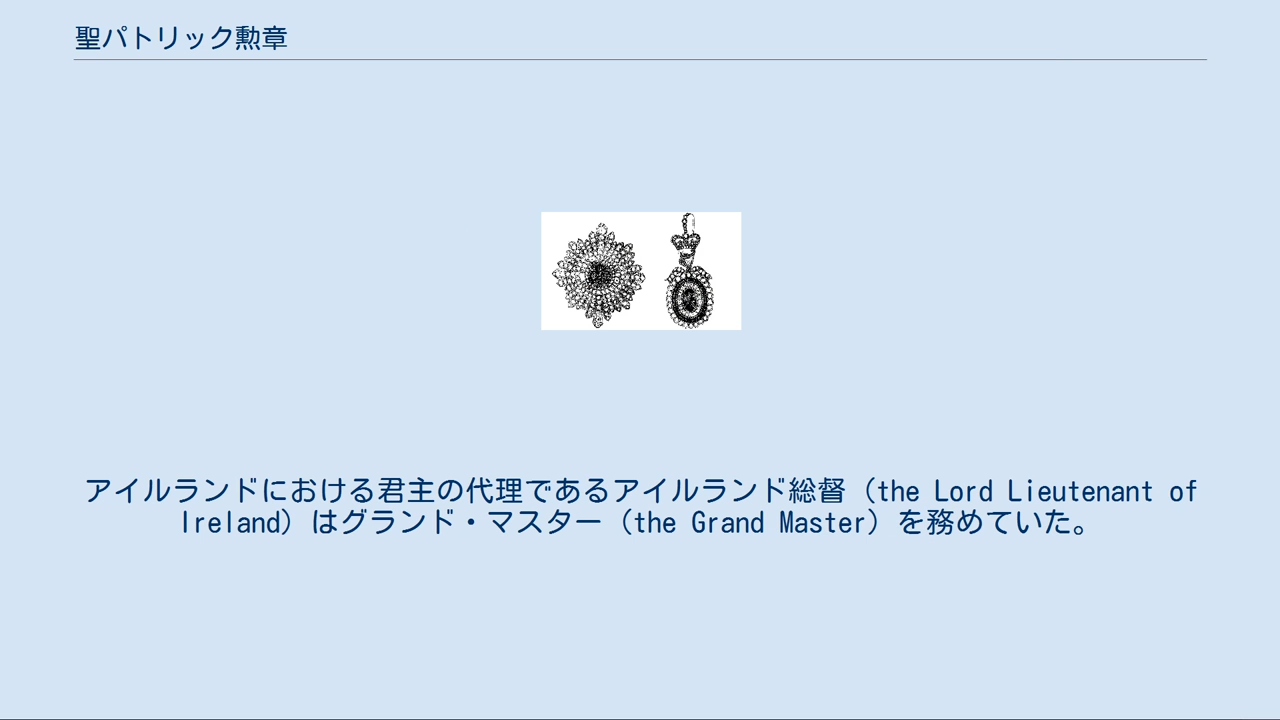 聖パトリック勲章
アイルランドにおける君主の代理であるアイルランド総督（the Lord Lieutenant of
Ireland）はグランド・マスター（the Grand Master）を務めていた。